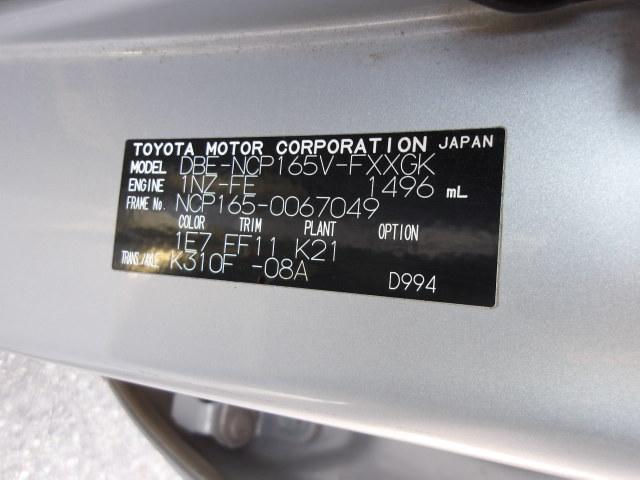 TOYOTA MOTOR CORPORATION JAPAN
MODEL DBE-NCP165V-FXXGK
ENGINE 1NZ-FE 1496 mL
FRAME No. NCP165-0067049
COLOR TRIM PLANT OPTION
1E7 FF11 K21
TRANS./AXLE K310F -08A
D994